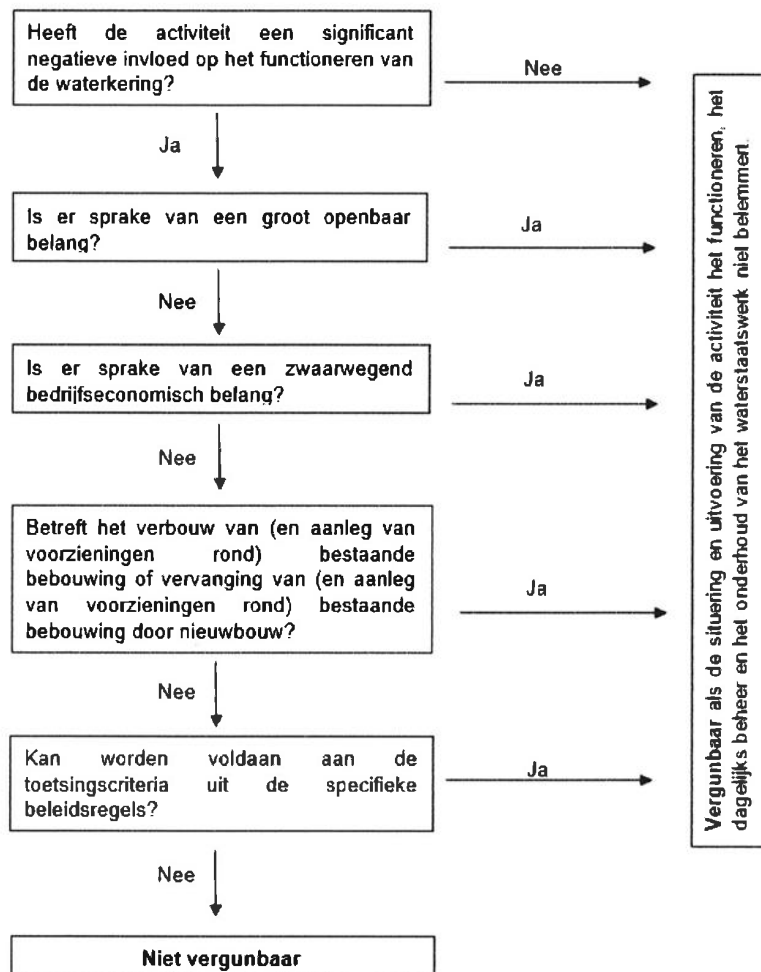 Heeft de activiteit een significant
negatieve invloed op het functioneren van
de waterkering?
Nee
Ja
Is er sprake van een groot openbaar
belang?
Ja
Nee
Is er sprake van een zwaarwegend
bedrijfseconomisch belang?
Ja
Nee
Betreft het verbouw van (en aanleg van
voorzieningen rond) bestaande
bebouwing of vervanging van (en aanleg
van voorzieningen rond) bestaande
bebouwing door nieuwbouw?
Ja
Nee
Kan worden voldaan aan de
toetsingscriteria uit de specifieke
beleidsregels?
Ja
Nee
Niet vergunbaar
Vergunbaar als de situering en uitvoering van de activiteit het functioneren, het
dagelijks beheer en het onderhoud van het waterstaatswerk niet belemmert.